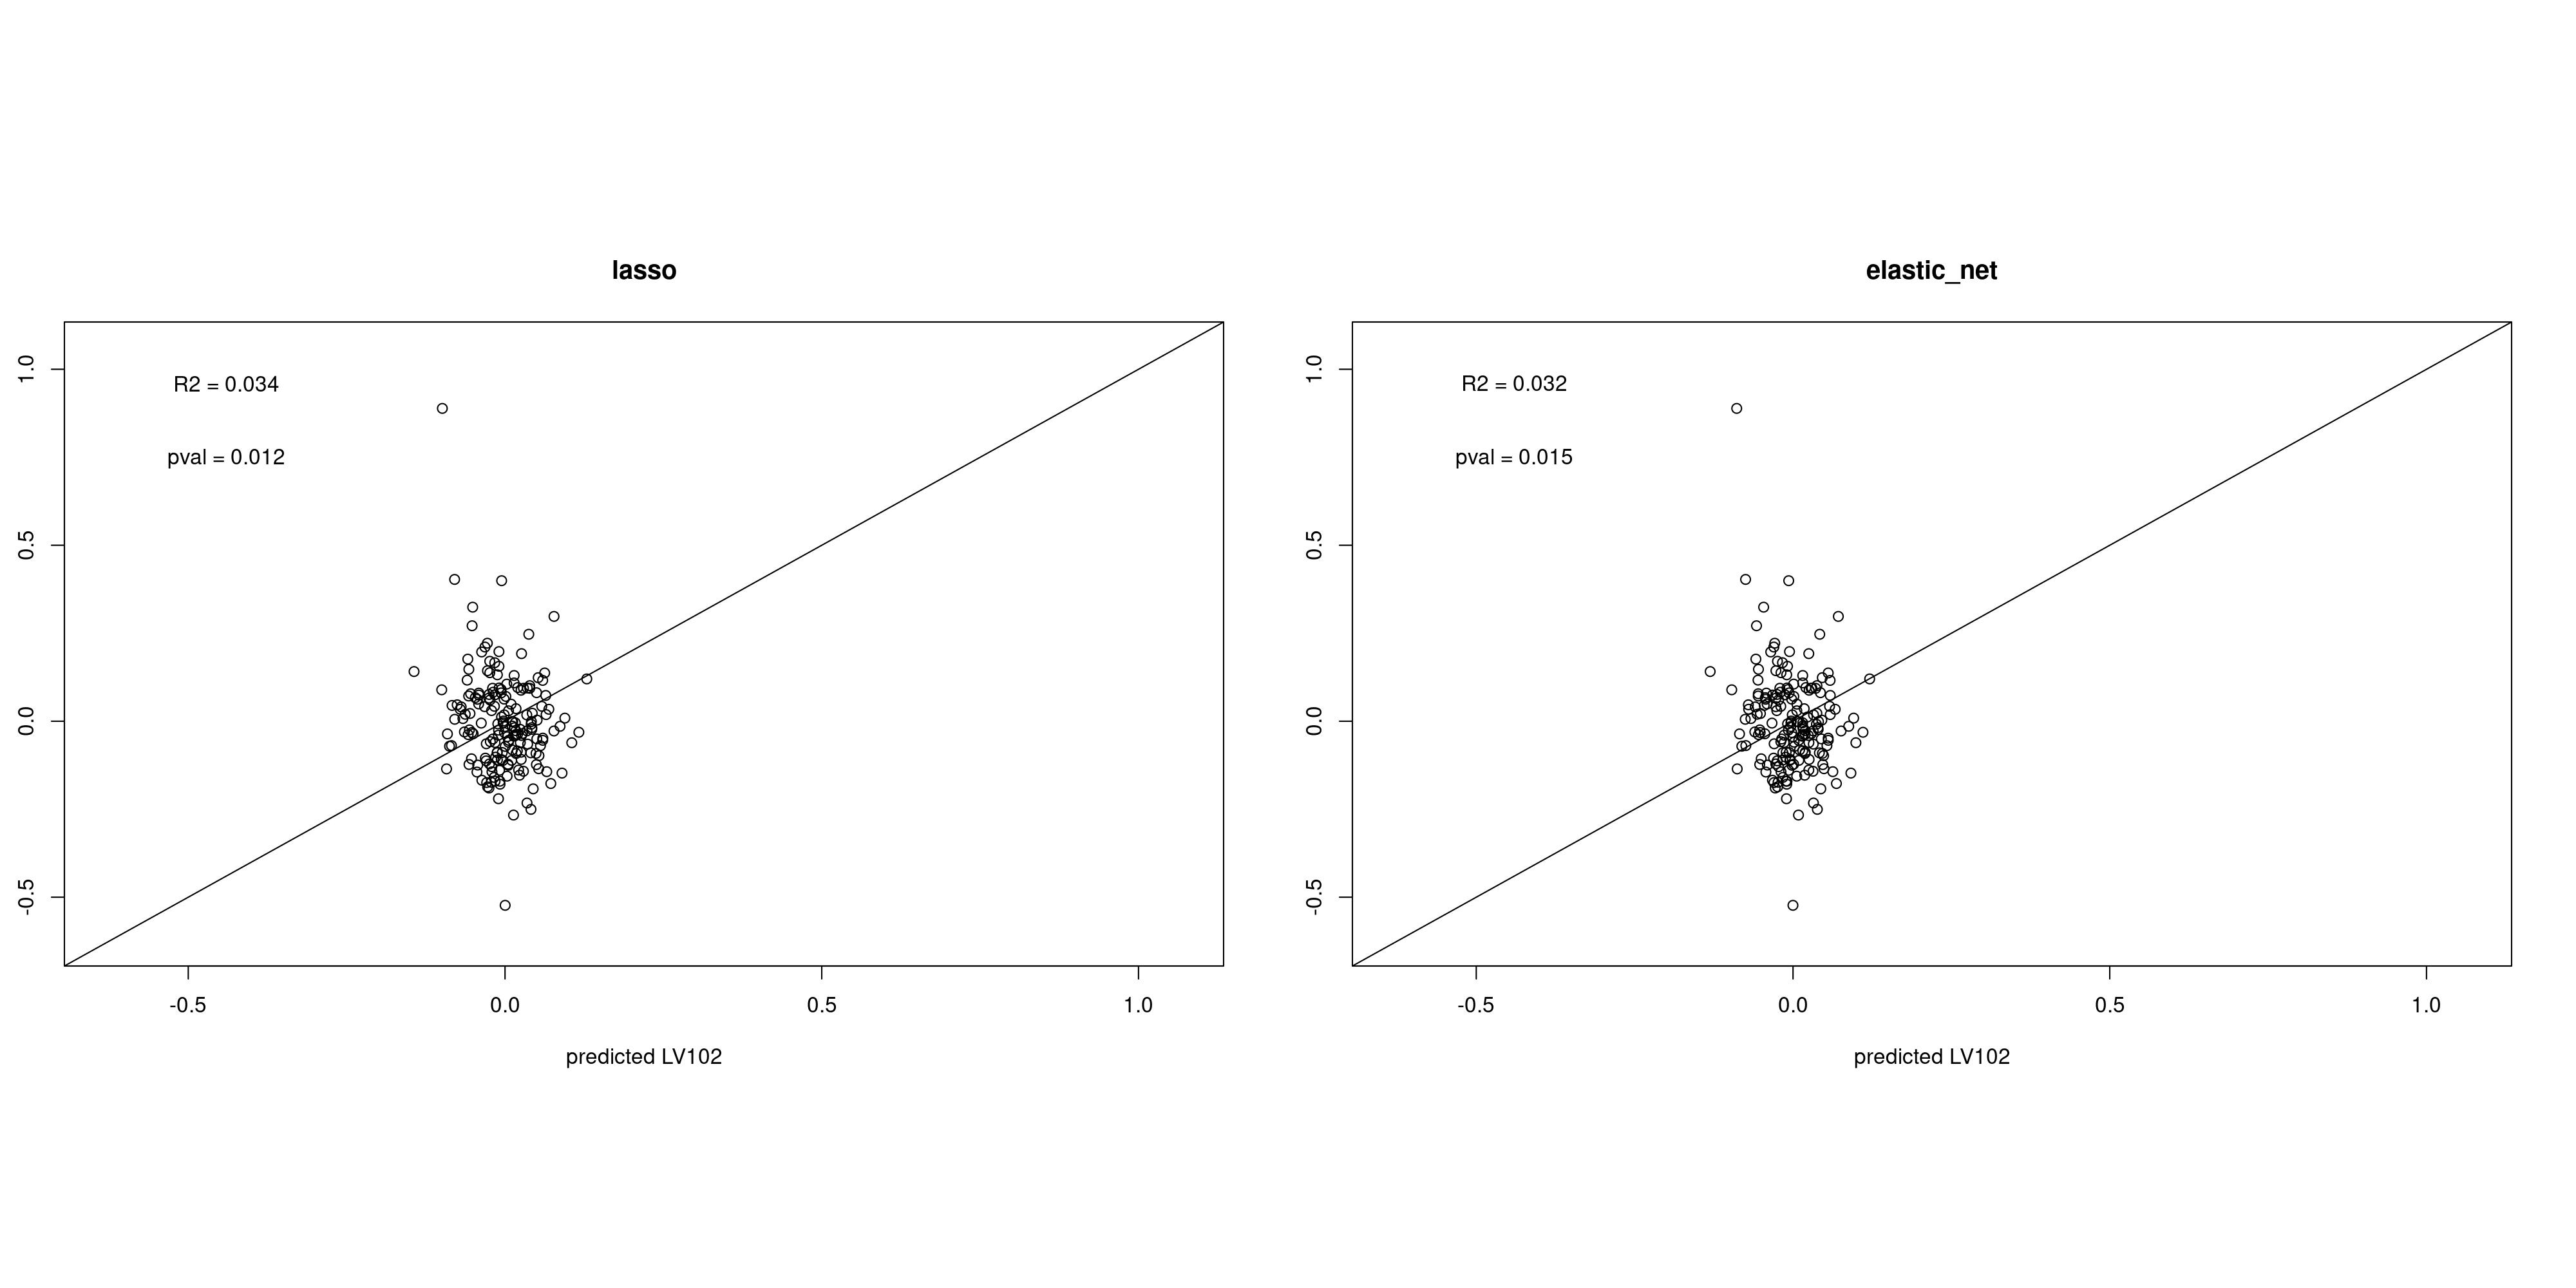 lasso
R2 = 0.034
pval = 0.012
1.0
0.5
0.0
-0.5
-0.5 0.0 0.5 1.0
predicted LV102
elastic_net
R2 = 0.032
pval = 0.015
1.0
0.5
0.0
-0.5
-0.5 0.0 0.5 1.0
predicted LV102